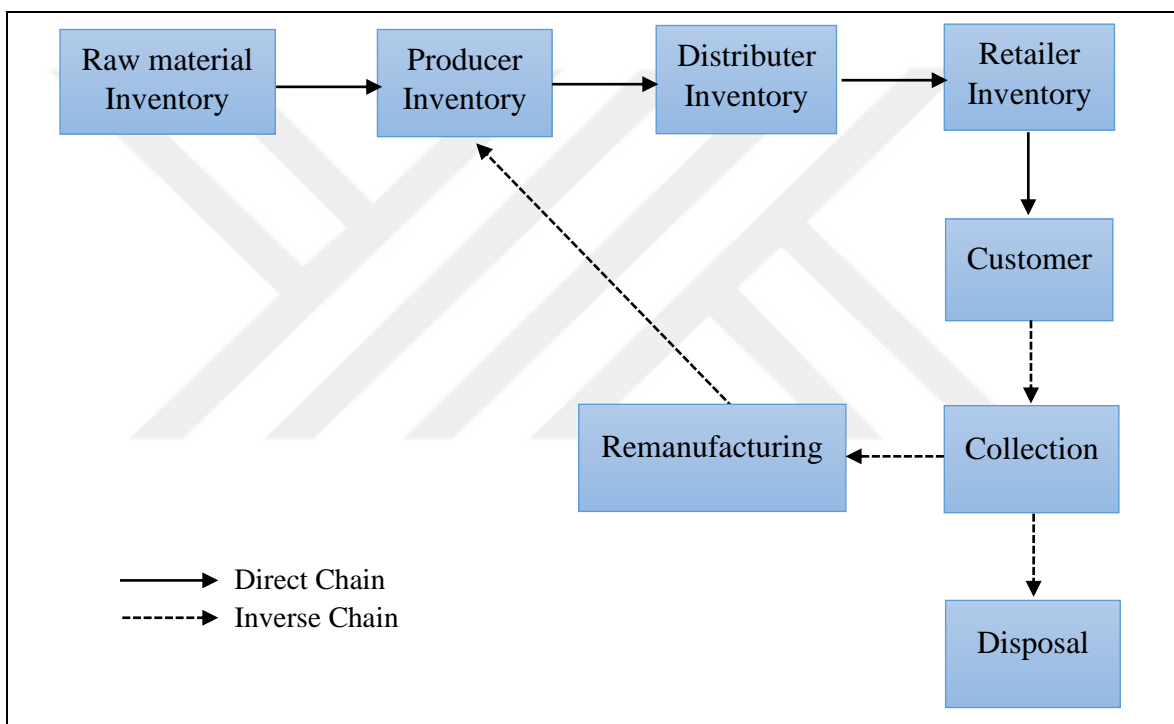 Raw material
Inventory
Producer
Inventory
Distributer
Inventory
Retailer
Inventory
Customer
Remanufacturing
Collection
Direct Chain
Inverse Chain
Disposal